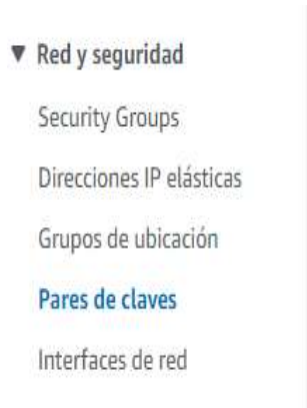 Red y seguridad
Security Groups
Direcciones IP elásticas
Grupos de ubicación
Pares de claves
Interfaces de red